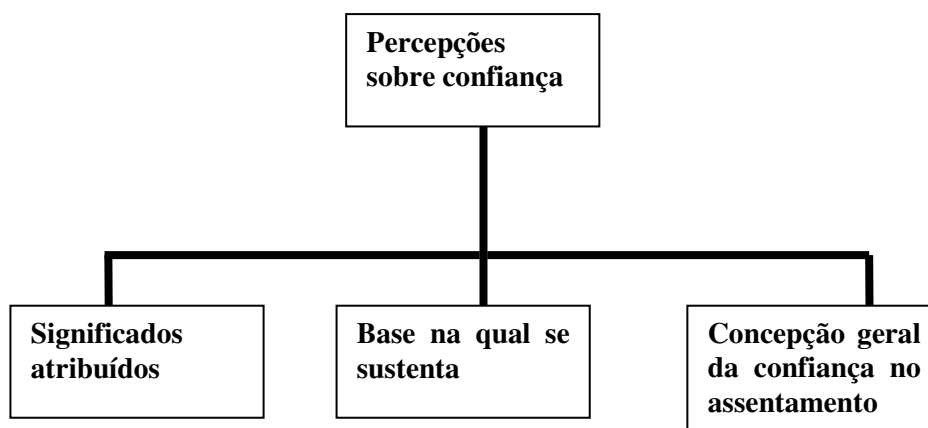 Percepções
sobre confiança
Significados
atribuídos
Base na qual se
sustenta
Concepção geral
da confiança no
assentamento